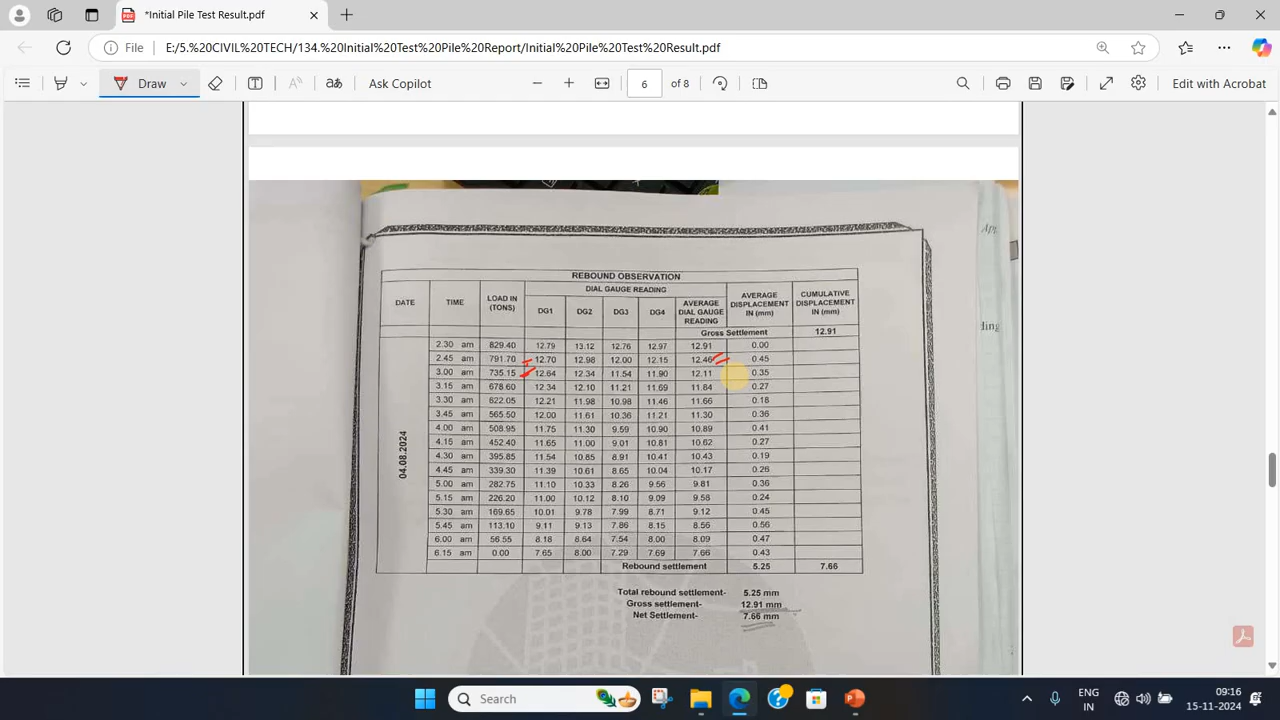 *Initial Pile Test Result.pdf
File E:/5.%20CIVIL%20TECH/134.%20Initial%20Test%20Pile%20Report/Initial%20Pile%20Test%20Result.pdf
Draw aあ Ask Copilot 6 of 8 Edit with Acrobat
REBOUND OBSERVATION
DATE TIME LOAD IN (TONS) DIAL GAUGE READING AVERAGE DISPLACEMENT IN (mm) CUMULATIVE DISPLACEMENT IN (mm)
DG1 DG2 DG3 DG4 AVERAGE DIAL GAUGE READING
Gross Settlement 12.91
04.08.2024
2.30 am 829.40 12.79 13.12 12.76 12.97 12.91 0.00
2.45 am 791.70 12.70 12.98 12.00 12.15 12.46 0.45
3.00 am 735.15 12.64 12.34 11.54 11.90 12.11 0.35
3.15 am 678.60 12.34 12.10 11.21 11.69 11.84 0.27
3.30 am 622.05 12.21 11.98 10.98 11.46 11.66 0.18
3.45 am 565.50 12.00 11.61 10.36 11.21 11.30 0.36
4.00 am 508.95 11.75 11.30 9.59 10.90 10.89 0.41
4.15 am 452.40 11.65 11.00 9.01 10.81 10.62 0.27
4.30 am 395.85 11.54 10.85 8.91 10.41 10.43 0.19
4.45 am 339.30 11.39 10.61 8.65 10.04 10.17 0.26
5.00 am 282.75 11.10 10.33 8.26 9.56 9.81 0.36
5.15 am 226.20 11.00 10.12 8.10 9.09 9.58 0.24
5.30 am 169.65 10.01 9.78 7.99 8.71 9.12 0.45
5.45 am 113.10 9.11 9.13 7.86 8.15 8.56 0.56
6.00 am 56.55 8.18 8.64 7.54 8.00 8.09 0.47
6.15 am 0.00 7.65 8.00 7.29 7.69 7.66 0.43
Rebound settlement 5.25 7.66
Total rebound settlement- 5.25 mm
Gross settlement- 12.91 mm
Net Settlement- 7.66 mm
Search
ENG 09:16
IN 15-11-2024